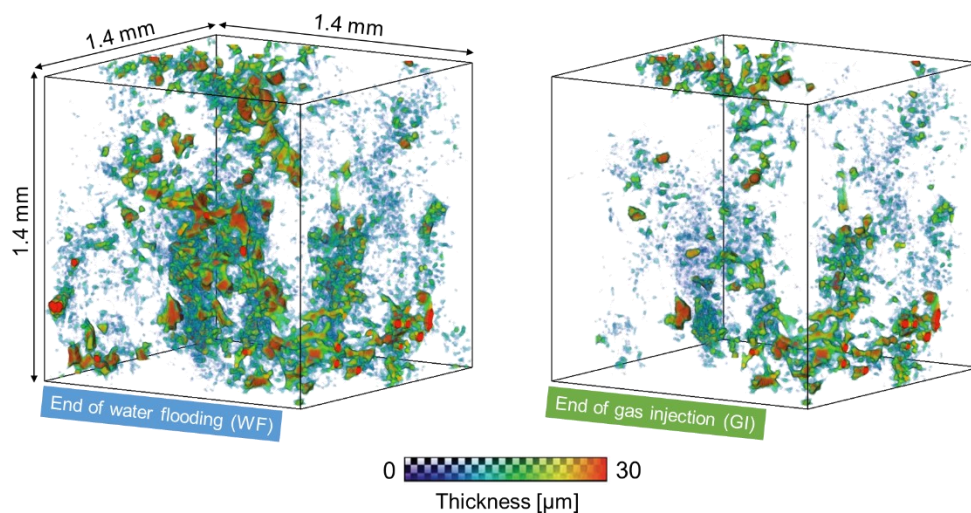 1.4 mm
1.4 mm
1.4 mm
End of water flooding (WF)
End of gas injection (GI)
0
30
Thickness [µm]